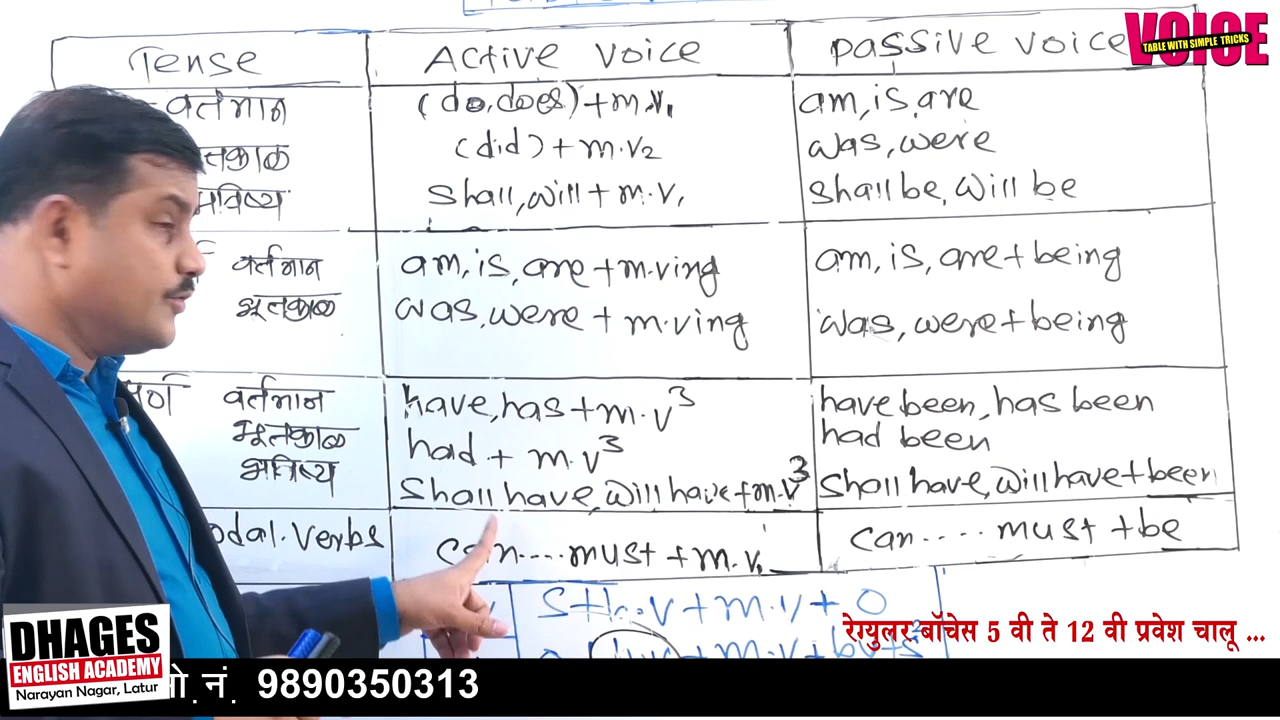 VOICE
TABLE WITH SIMPLE TRICKS
Tense Active voice passive voice
वर्तमान (do, does) + m.v1 am, is, are
(did) + m.v2 was, were
shall, will + m.v1 shall be, will be
वर्तमान am, is, are + m.ving am, is, are + being
भूतकाळ was, were + m.ving was, were + being
वर्तमान have, has + m.v3 have been, has been
भूतकाळ had + m.v3 had been
भविष्य shall have, will have + m.v3 shall have, will have + been
odal. Verbs can .... must + m.v1 can .... must + be
रेग्युलर बॅाचेस 5 वी ते 12 वी प्रवेश चालू ...
DHAGES
ENGLISH ACADEMY
Narayan Nagar, Latur
नं. 9890350313